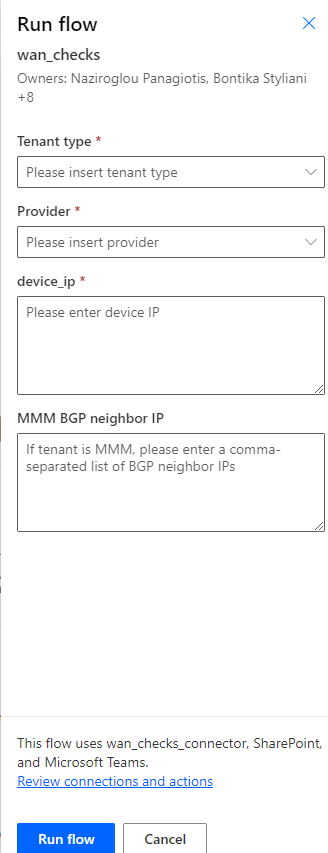 Run flow
wan_checks
Owners: Naziroglou Panagiotis, Bontika Styliani
+8
Tenant type *
Please insert tenant type
Provider *
Please insert provider
device_ip *
Please enter device IP
MMM BGP neighbor IP
If tenant is MMM, please enter a comma-
separated list of BGP neighbor IPs
This flow uses wan_checks_connector, SharePoint,
and Microsoft Teams.
Review connections and actions
Run flow
Cancel